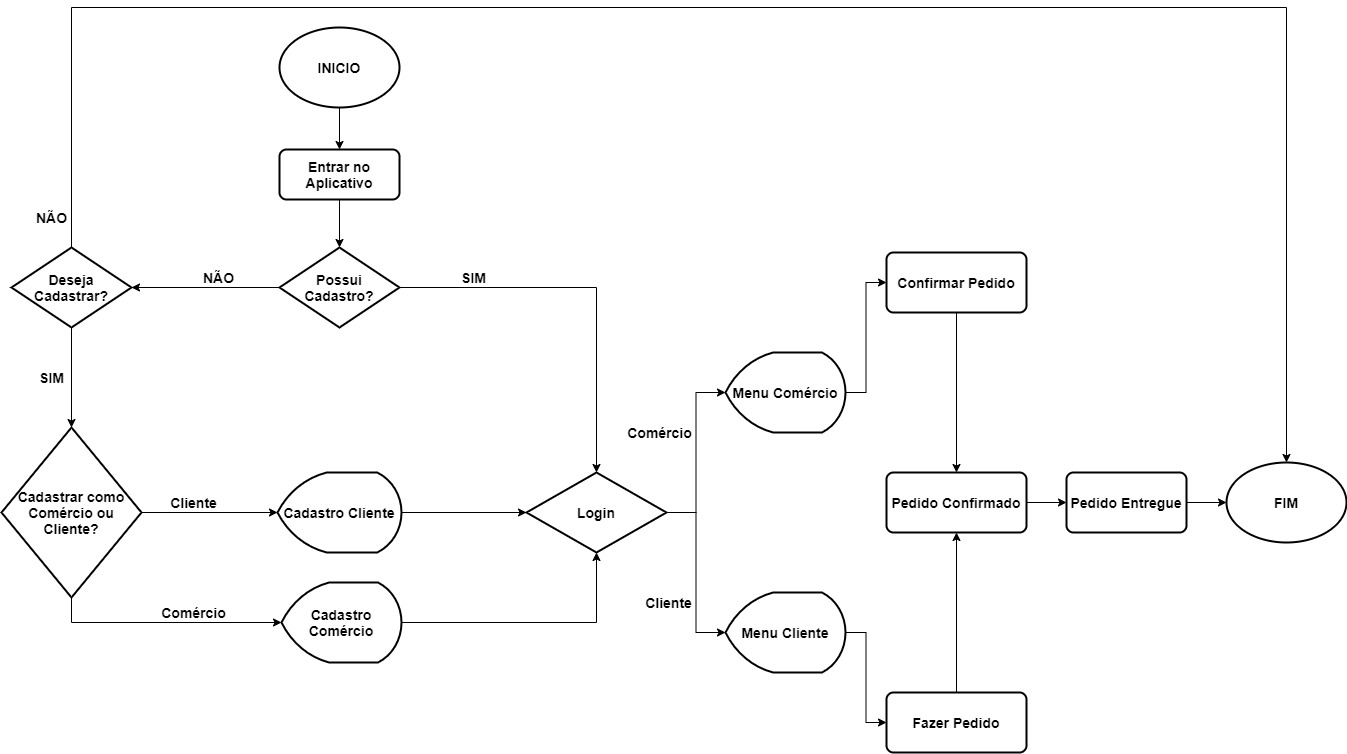 INICIO
Entrar no
Aplicativo
NÃO
Deseja
Cadastrar?
NÃO
Possui
Cadastro?
SIM
SIM
Confirmar Pedido
Menu Comércio
Comércio
Cadastrar como
Comércio ou
Cliente?
Cliente
Cadastro Cliente
Login
Pedido Confirmado
Pedido Entregue
FIM
Comércio
Cadastro
Comércio
Cliente
Menu Cliente
Fazer Pedido